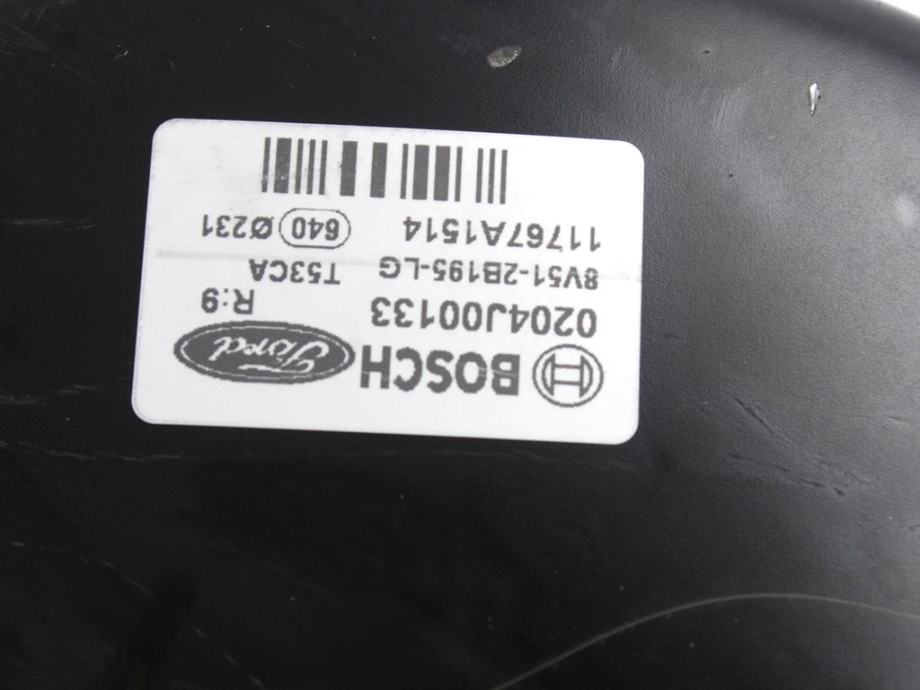 BOSCH Ford
0204J00133 R:9
8V51-2B195-LG T53CA
11767A1514 640 Ø231